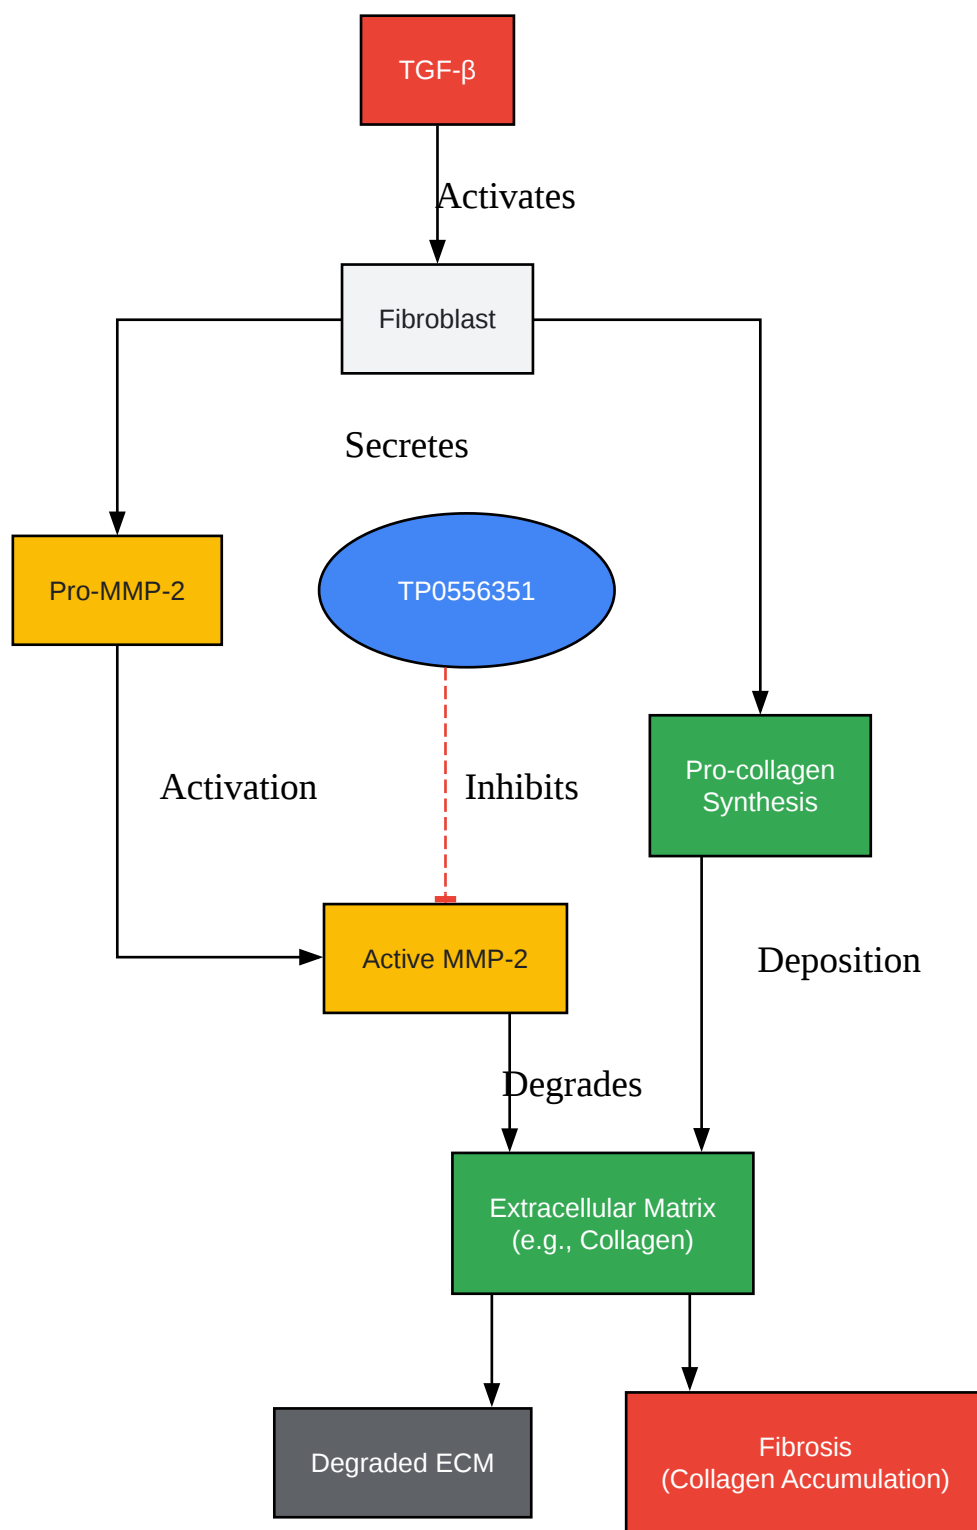 TGF-β
Activates
Fibroblast
Secretes
Pro-MMP-2
TP0556351
Pro-collagen
Synthesis
Activation
Inhibits
Active MMP-2
Deposition
Degrades
Extracellular Matrix
(e.g., Collagen)
Degraded ECM
Fibrosis
(Collagen Accumulation)